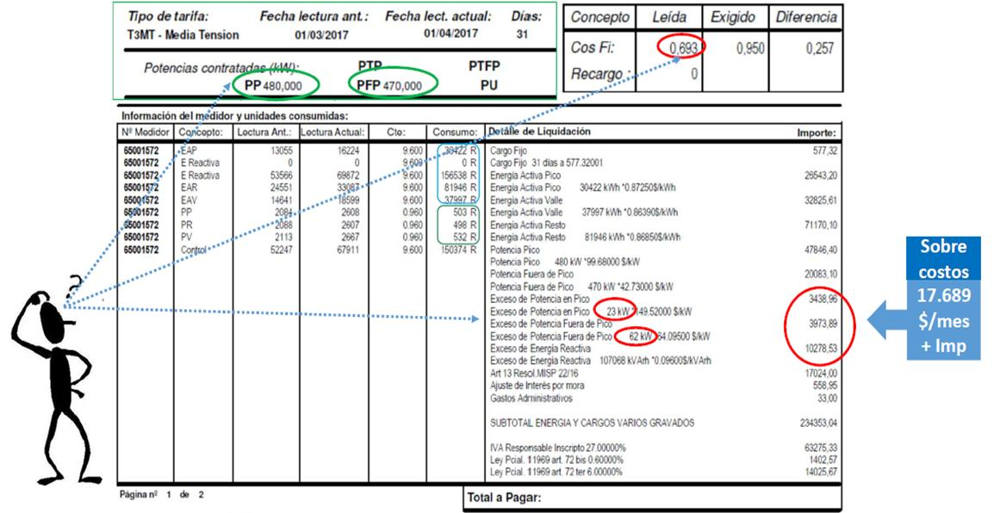 Tipo de tarifa: Fecha lectura ant.: Fecha lect. actual: Días:
T3MT - Media Tension 01/03/2017 01/04/2017 31
Potencias contratadas (kW): PTP PTFP
PP 480,000 PFP 470,000 PU
Concepto Leída Exigido Diferencia
Cos Fi: 0,693 0,950 0,257
Recargo : 0
Información del medidor y unidades consumidas:
Nº Medidor Concepto: Lectura Ant.: Lectura Actual: Cte: Consumo: Detalle de Liquidación Importe:
65001572 EAP 13055 16224 9.600 30422 R Cargo Fijo 577,32
65001572 E Reactiva 0 0 9.600 0 R Cargo Fijo 31 días a 577.32001
65001572 E Reactiva 53566 69872 9.600 156538 R Energía Activa Pico 26543,20
65001572 EAR 24551 33087 9.600 81946 R Energía Activa Pico 30422 kWh *0.87250$/kWh
65001572 EAV 14641 18599 9.600 37997 R Energía Activa Valle 32825,61
65001572 PP 2084 2608 0.960 503 R Energía Activa Valle 37997 kWh *0.86390$/kWh
65001572 PR 2088 2607 0.960 498 R Energía Activa Resto 71170,10
65001572 PV 2113 2667 0.960 532 R Energía Activa Resto 81946 kWh *0.86850$/kWh
65001572 Control 52247 67911 9.600 150374 R Potencia Pico 47846,40
Potencia Pico 480 kW *99.68000 $/kW
Potencia Fuera de Pico 20083,10
Potencia Fuera de Pico 470 kW *42.73000 $/kW
Exceso de Potencia en Pico 3438,96
Exceso de Potencia en Pico 23 kW *149.52000 $/kW
Exceso de Potencia Fuera de Pico 3973,89
Exceso de Potencia Fuera de Pico 62 kW 64.09500 $/kW
Exceso de Energía Reactiva 10278,53
Exceso de Energía Reactiva 107068 kVArh *0.09600$/kVArh
Art 13 Resol.MISP 22/16 17024,00
Ajuste de Interés por mora 558,95
Gastos Administrativos 33,00
SUBTOTAL ENERGIA Y CARGOS VARIOS GRAVADOS 234353,04
IVA Responsable Inscripto 27.00000% 63275,33
Ley Pcial. 11969 art. 72 bis 0.60000% 1402,57
Ley Pcial. 11969 art. 72 ter 6.00000% 14025,67
Página nº 1 de 2
Total a Pagar:
Sobre
costos
17.689
$/mes
+ Imp
?